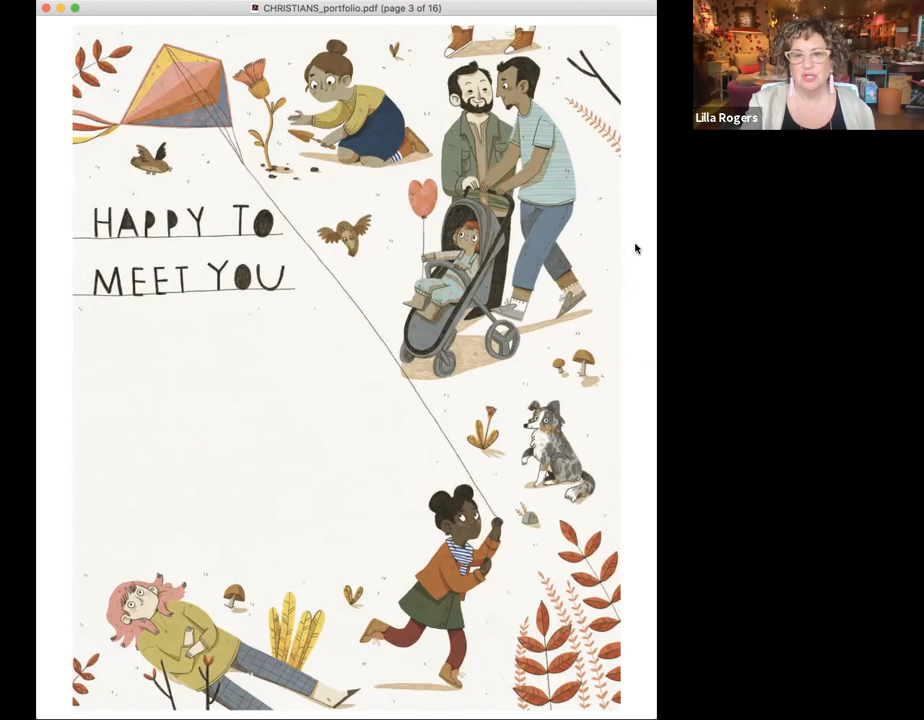 CHRISTIANS_portfolio.pdf (page 3 of 16)
HAPPY TO
MEET YOU
Lilla Rogers